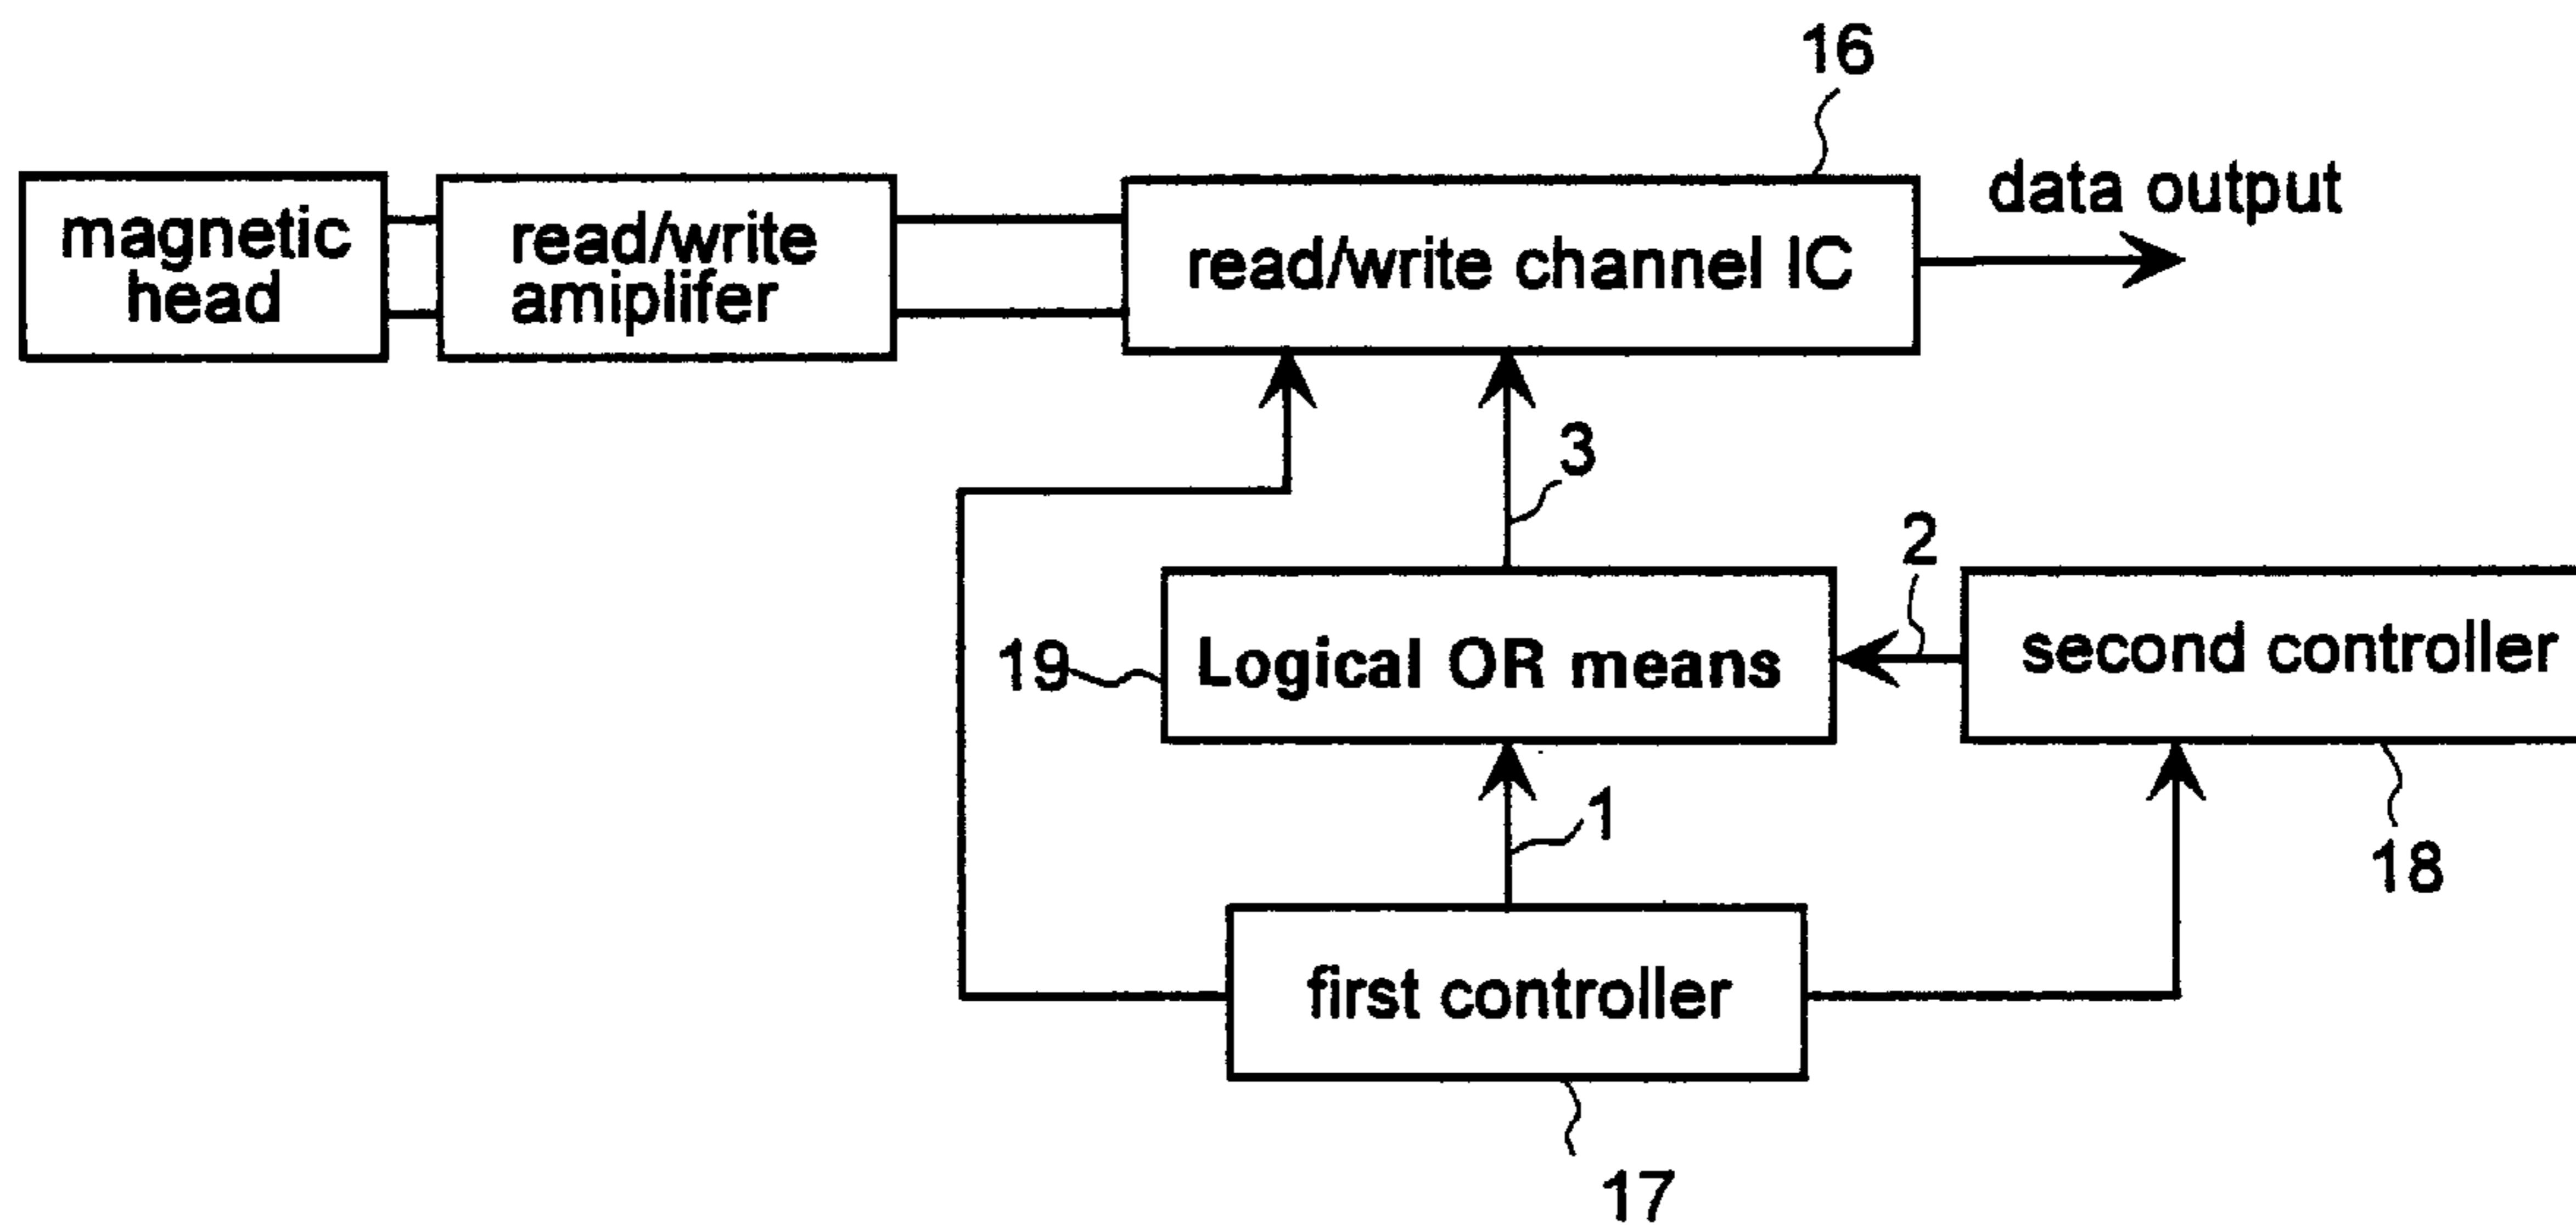 16
data output
magnetic
head
read/write
amiplifer
read/write channel IC
3
2
19
Logical OR means
second controller
1
18
first controller
17